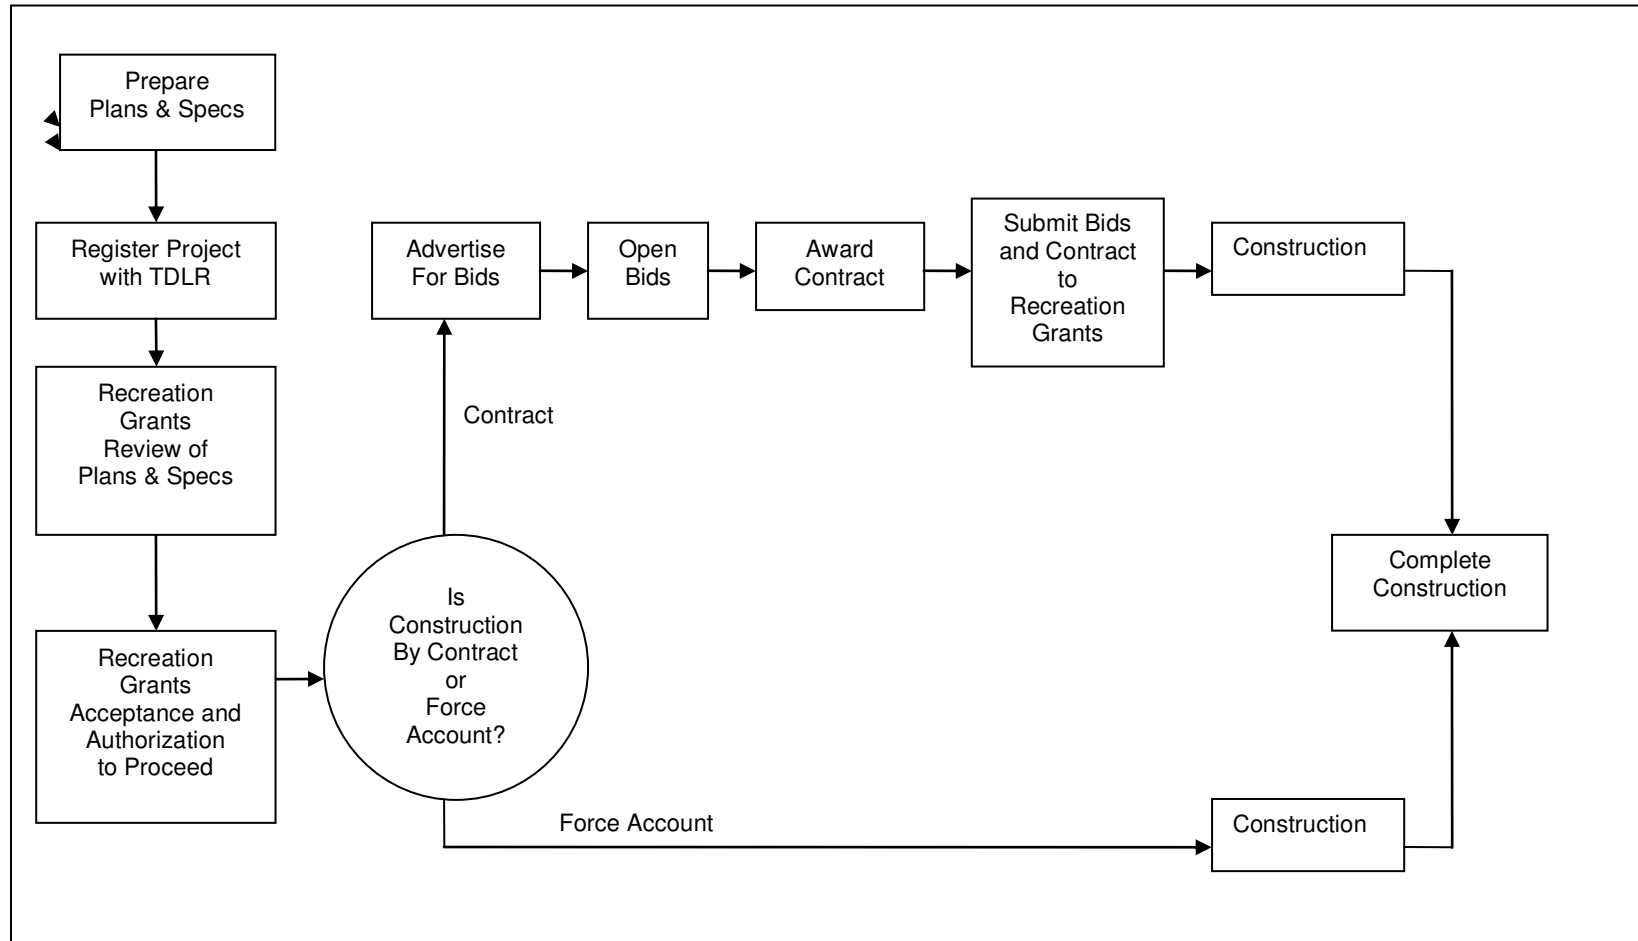 Prepare
Plans & Specs
Register Project
with TDLR
Recreation
Grants
Review of
Plans & Specs
Recreation
Grants
Acceptance and
Authorization
to Proceed
Is
Construction
By Contract
or
Force
Account?
Contract
Advertise
For Bids
Open
Bids
Award
Contract
Submit Bids
and Contract
to
Recreation
Grants
Construction
Force Account
Construction
Complete
Construction